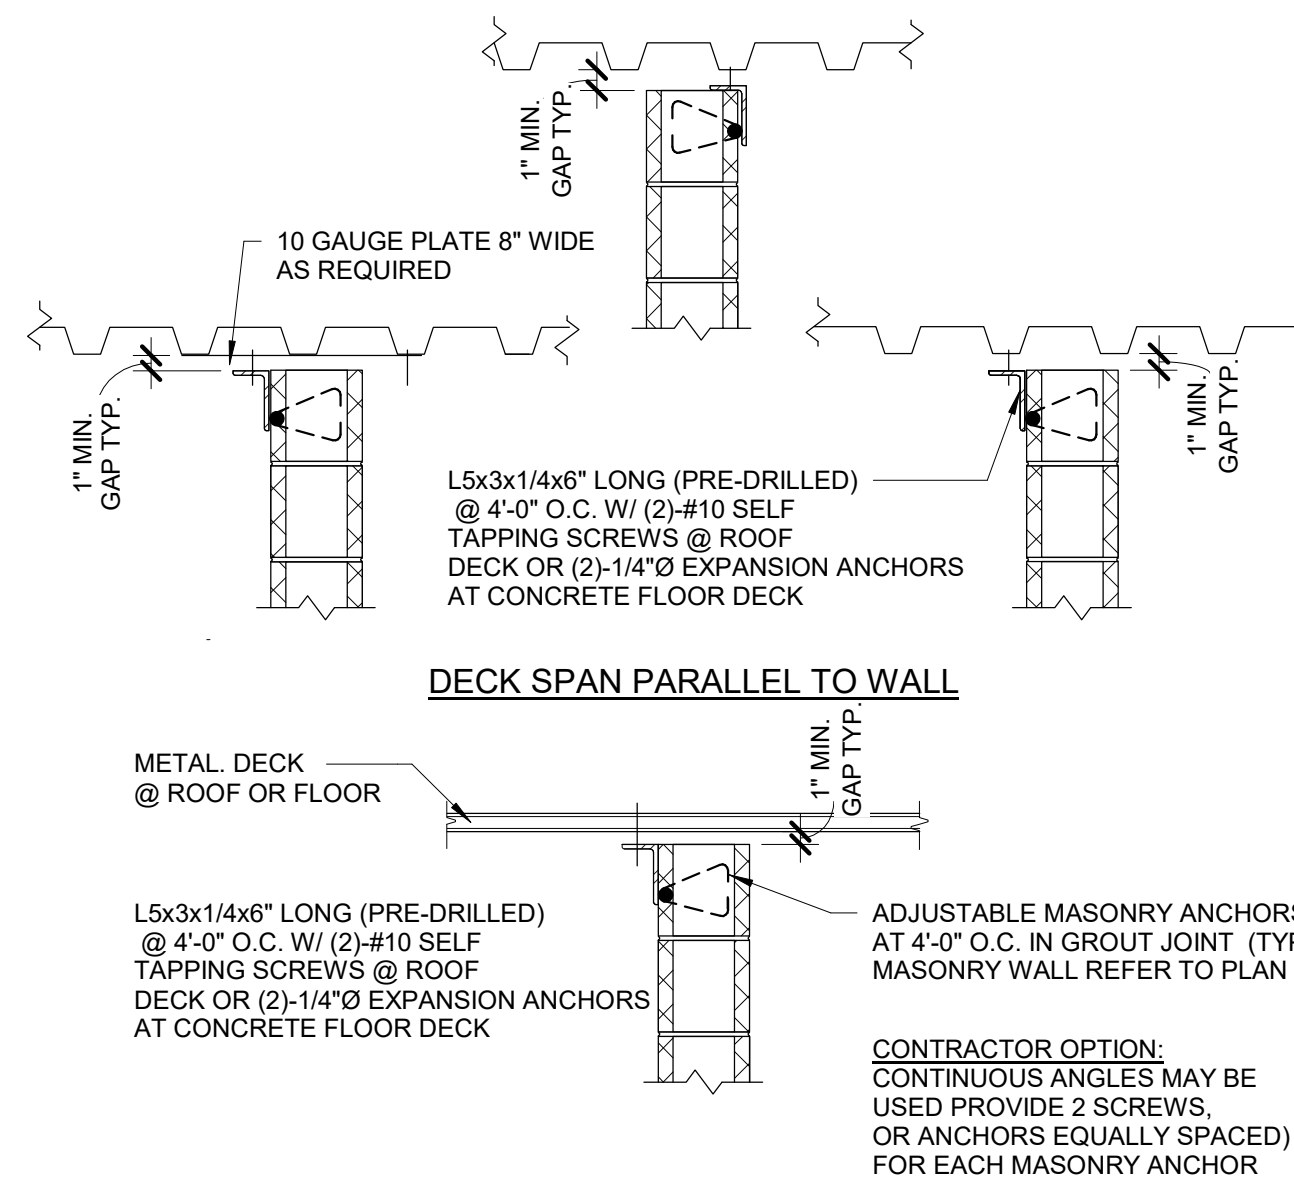 1" MIN.
GAP TYP.
10 GAUGE PLATE 8" WIDE
AS REQUIRED
1" MIN.
GAP TYP.
1" MIN.
GAP TYP.
L5x3x1/4x6" LONG (PRE-DRILLED)
@ 4'-0" O.C. W/ (2)-#10 SELF
TAPPING SCREWS @ ROOF
DECK OR (2)-1/4"Ø EXPANSION ANCHORS
AT CONCRETE FLOOR DECK
DECK SPAN PARALLEL TO WALL
1" MIN.
GAP TYP.
METAL. DECK
@ ROOF OR FLOOR
L5x3x1/4x6" LONG (PRE-DRILLED)
@ 4'-0" O.C. W/ (2)-#10 SELF
TAPPING SCREWS @ ROOF
DECK OR (2)-1/4"Ø EXPANSION ANCHORS
AT CONCRETE FLOOR DECK
ADJUSTABLE MASONRY ANCHORS
AT 4'-0" O.C. IN GROUT JOINT (TYP
MASONRY WALL REFER TO PLAN
CONTRACTOR OPTION:
CONTINUOUS ANGLES MAY BE
USED PROVIDE 2 SCREWS,
OR ANCHORS EQUALLY SPACED)
FOR EACH MASONRY ANCHOR